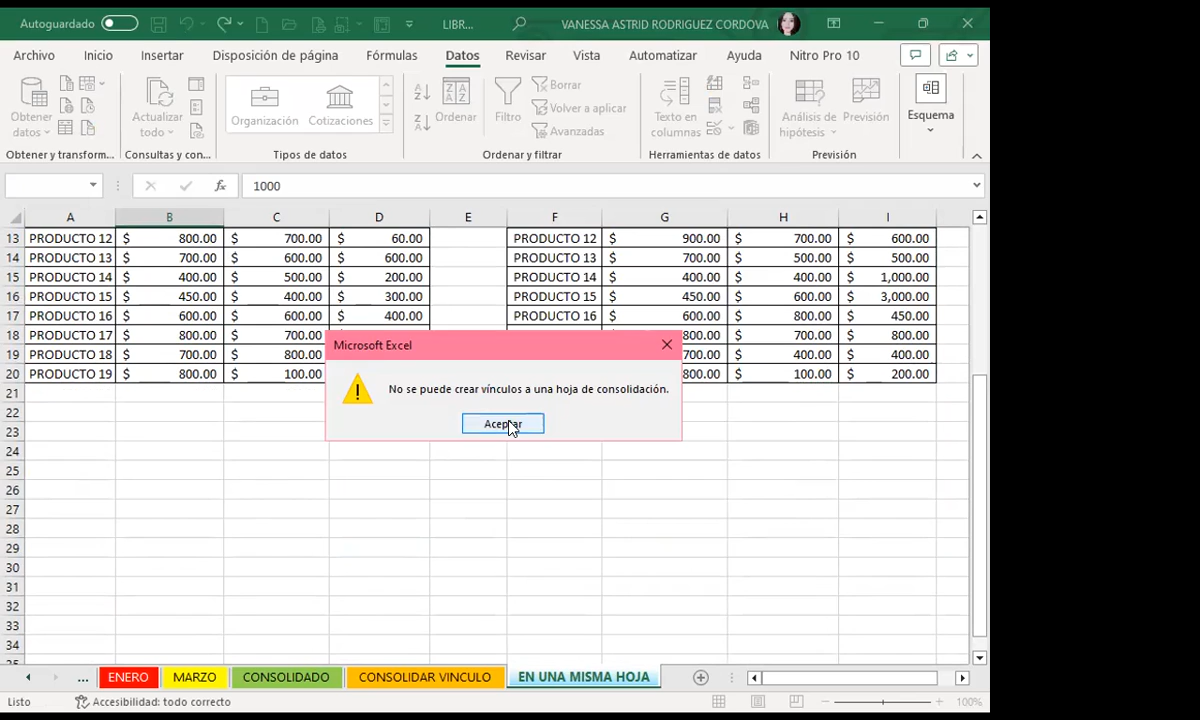 Autoguardado LIBR... VANESSA ASTRID RODRIGUEZ CORDOVA
Archivo Inicio Insertar Disposición de página Fórmulas Datos Revisar Vista Automatizar Ayuda Nitro Pro 10
Obtener datos Actualizar todo Organización Cotizaciones Ordenar Filtro Borrar Volver a aplicar Avanzadas Texto en columnas Análisis de hipótesis Previsión Esquema
Obtener y transform... Consultas y con... Tipos de datos Ordenar y filtrar Herramientas de datos Previsión
fx 1000
A B C D E F G H I
13 PRODUCTO 12 $ 800.00 $ 700.00 $ 60.00 PRODUCTO 12 $ 900.00 $ 700.00 $ 600.00
14 PRODUCTO 13 $ 700.00 $ 600.00 $ 600.00 PRODUCTO 13 $ 700.00 $ 500.00 $ 500.00
15 PRODUCTO 14 $ 400.00 $ 500.00 $ 200.00 PRODUCTO 14 $ 400.00 $ 400.00 $ 1,000.00
16 PRODUCTO 15 $ 450.00 $ 400.00 $ 300.00 PRODUCTO 15 $ 450.00 $ 600.00 $ 3,000.00
17 PRODUCTO 16 $ 600.00 $ 600.00 $ 400.00 PRODUCTO 16 $ 600.00 $ 800.00 $ 450.00
18 PRODUCTO 17 $ 800.00 $ 700.00 800.00 $ 700.00 $ 800.00
19 PRODUCTO 18 $ 700.00 $ 800.00 700.00 $ 400.00 $ 400.00
20 PRODUCTO 19 $ 800.00 $ 100.00 800.00 $ 100.00 $ 200.00
Microsoft Excel
No se puede crear vínculos a una hoja de consolidación.
Aceptar
21
22
23
24
25
26
27
28
29
30
31
32
33
34
... ENERO MARZO CONSOLIDADO CONSOLIDAR VINCULO EN UNA MISMA HOJA
Listo Accesibilidad: todo correcto 100%